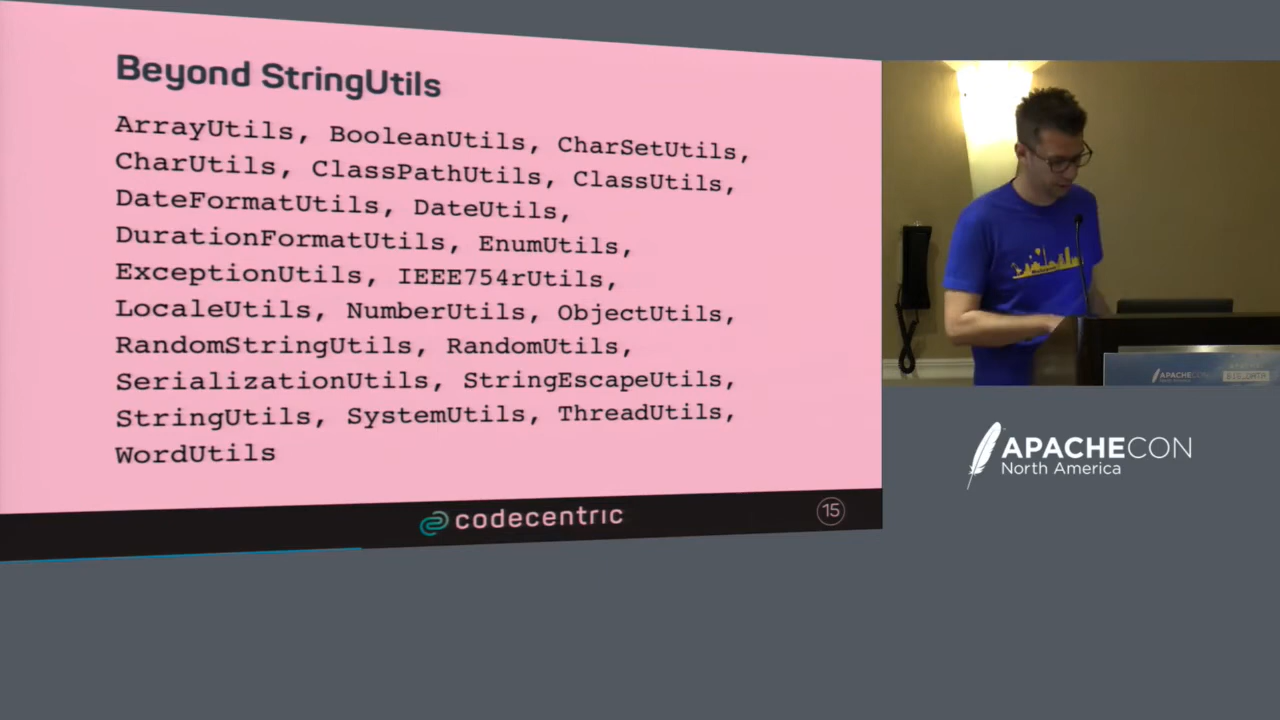 Beyond StringUtils
ArrayUtils, BooleanUtils, CharSetUtils,
CharUtils, ClassPathUtils, ClassUtils,
DateFormatUtils, DateUtils,
DurationFormatUtils, EnumUtils,
ExceptionUtils, IEEE754rUtils,
LocaleUtils, NumberUtils, ObjectUtils,
RandomStringUtils, RandomUtils,
SerializationUtils, StringEscapeUtils,
StringUtils, SystemUtils, ThreadUtils,
WordUtils
codecentric
15
APACHECON
North America
APACHECON